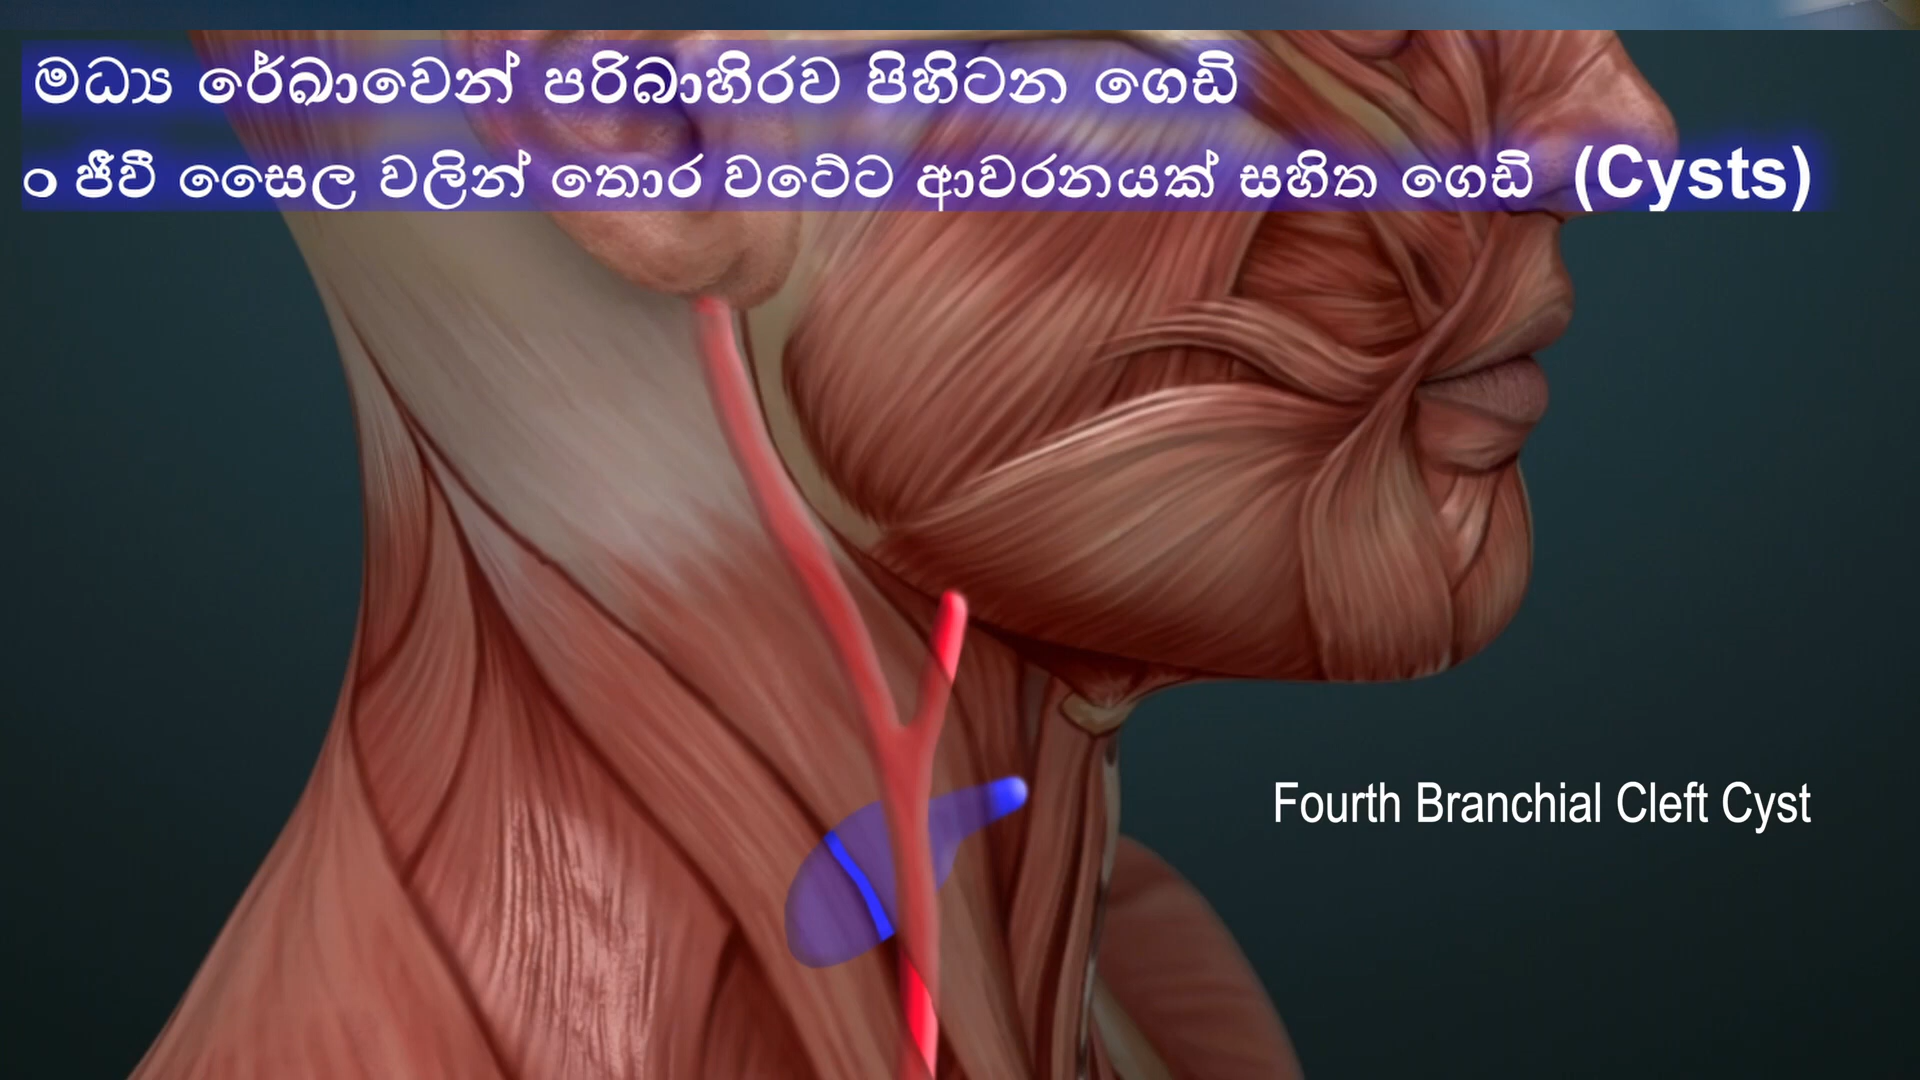 මධ්‍ය රේඛාවෙන් පරිබාහිරව පිහිටන ගෙඩි
o ජීවී සෛල වලින් තොර වටේට ආවරනයක් සහිත ගෙඩි (Cysts)
Fourth Branchial Cleft Cyst